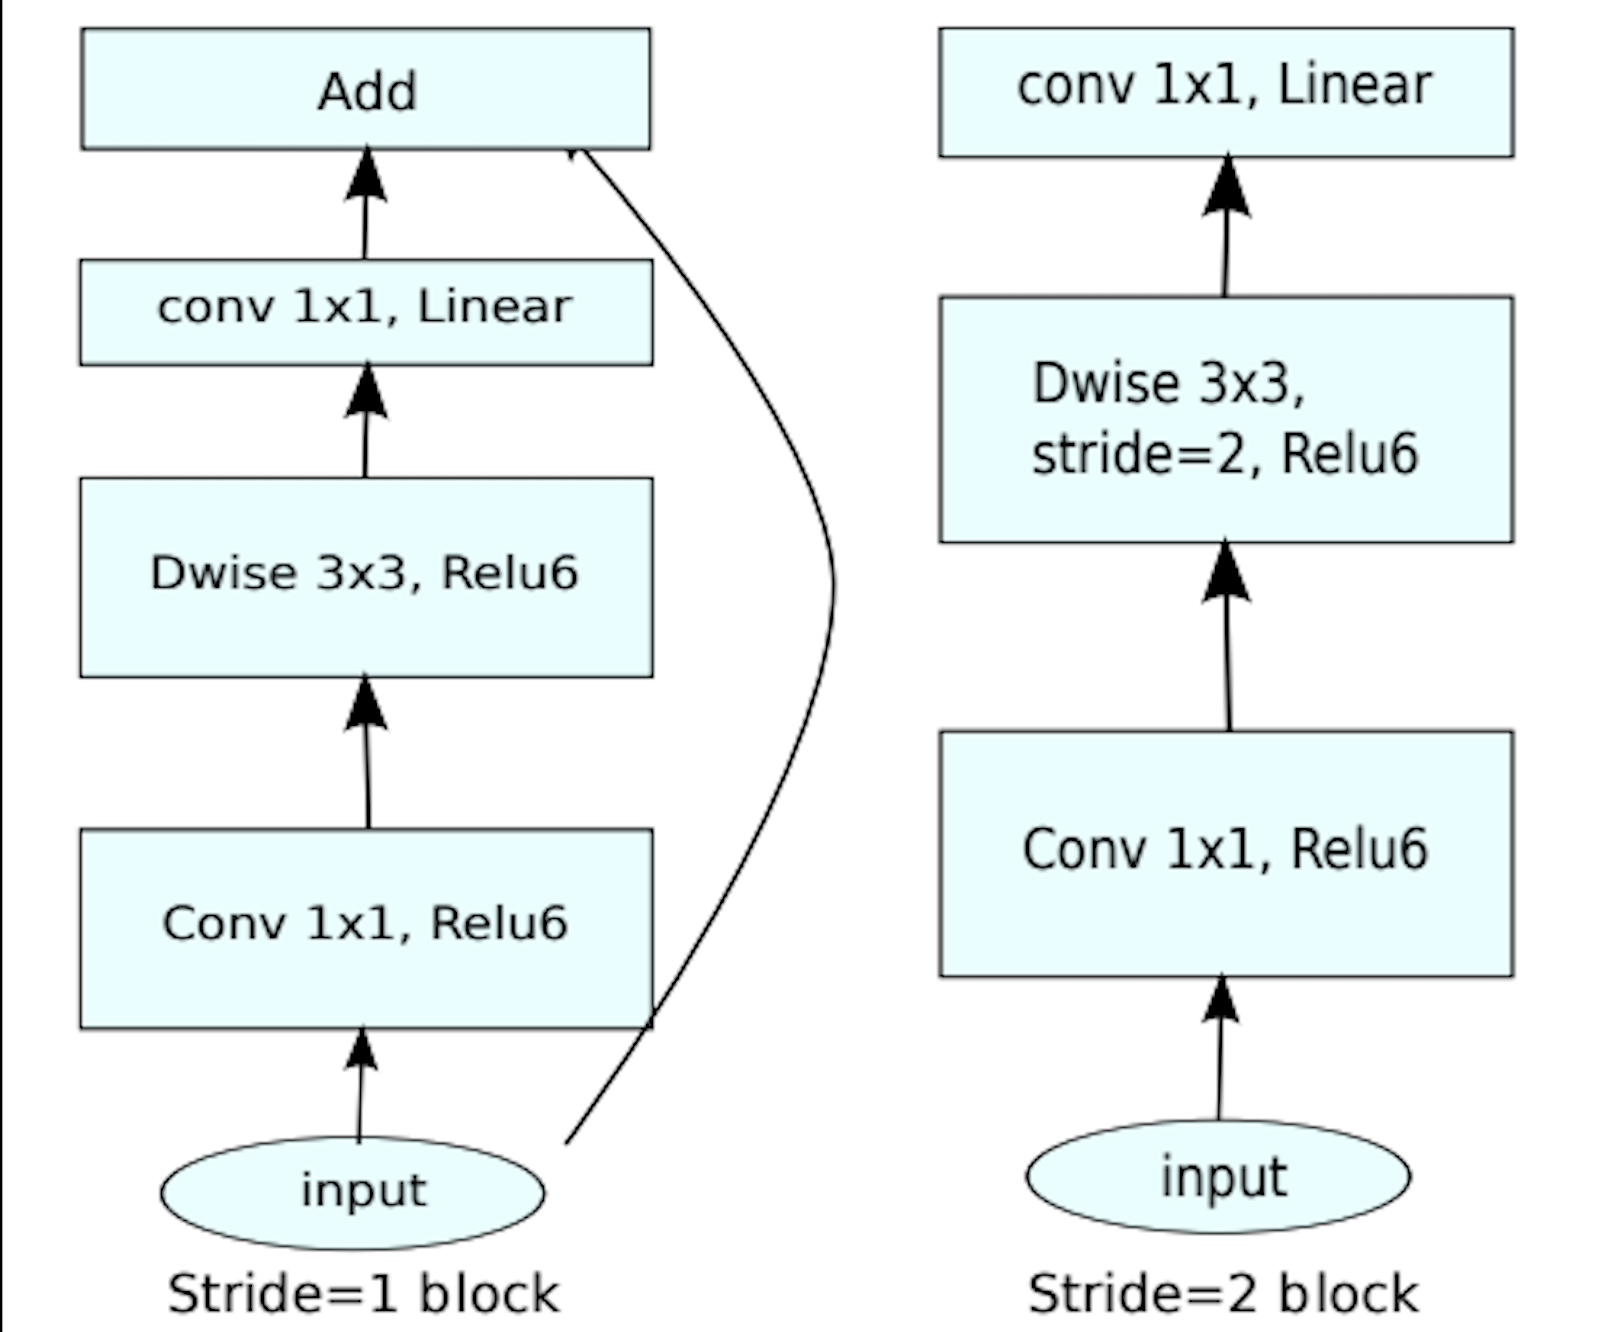 Add
conv 1x1, Linear
Dwise 3x3, Relu6
Conv 1x1, Relu6
input
Stride=1 block
conv 1x1, Linear
Dwise 3x3,
stride=2, Relu6
Conv 1x1, Relu6
input
Stride=2 block